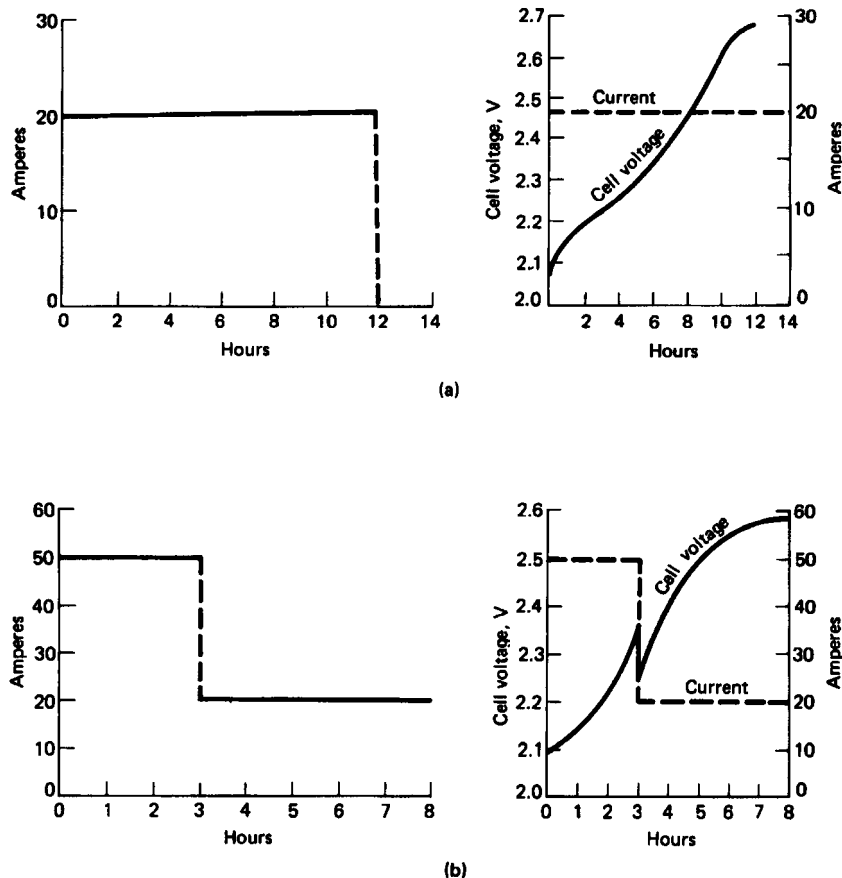 30
20
10
0
Amperes
0 2 4 6 8 10 12 14
Hours
2.7
2.6
2.5
2.4
2.3
2.2
2.1
2.0
Cell voltage, V
Current
Cell voltage
30
20
10
0
Amperes
2 4 6 8 10 12 14
Hours
(a)
60
50
40
30
20
10
0
Amperes
0 1 2 3 4 5 6 7 8
Hours
2.6
2.5
2.4
2.3
2.2
2.1
2.0
Cell voltage, V
Cell voltage
Current
60
50
40
30
20
10
0
Amperes
0 1 2 3 4 5 6 7 8
Hours
(b)